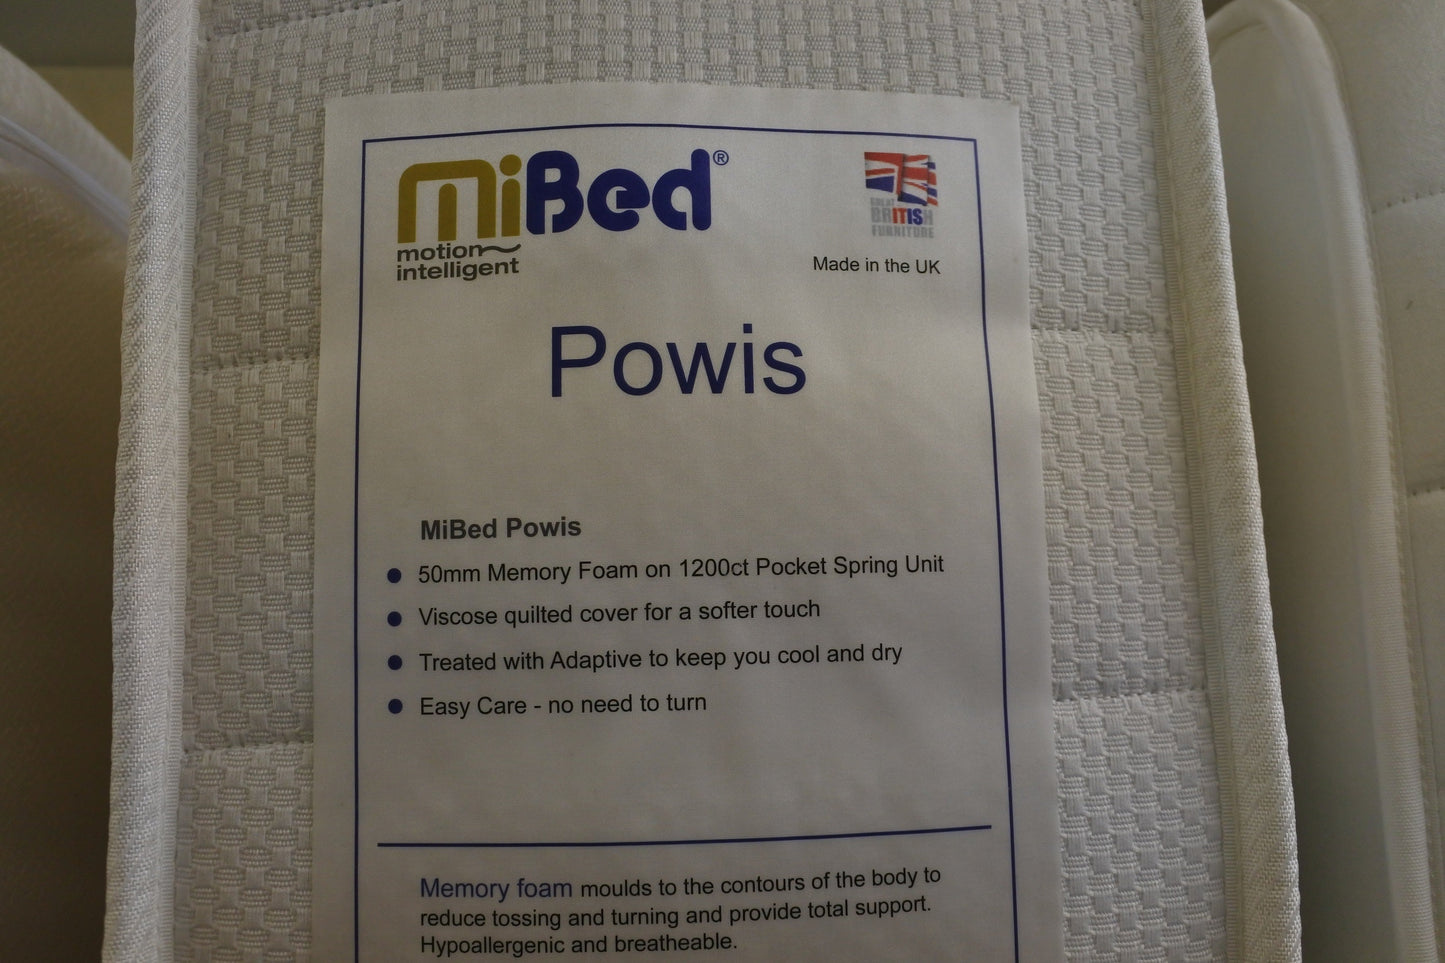 miBed®
motion
intelligent
GREAT
BRITISH
FURNITURE
Made in the UK
Powis
MiBed Powis
50mm Memory Foam on 1200ct Pocket Spring Unit
Viscose quilted cover for a softer touch
Treated with Adaptive to keep you cool and dry
Easy Care - no need to turn
Memory foam moulds to the contours of the body to
reduce tossing and turning and provide total support.
Hypoallergenic and breatheable.